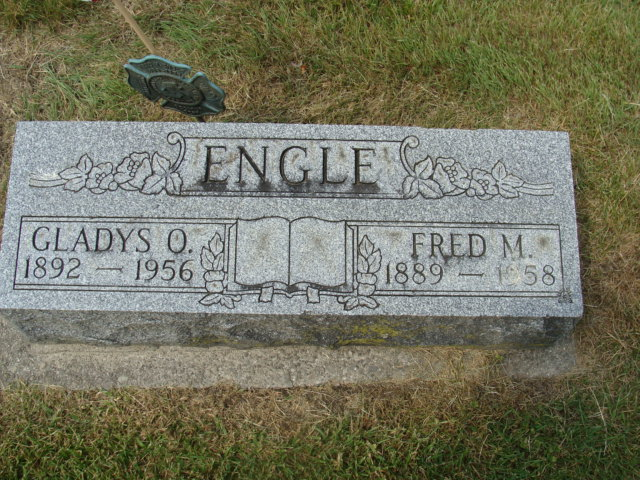 ENGLE
GLADYS O.
1892 — 1956
FRED M.
1889 — 1958